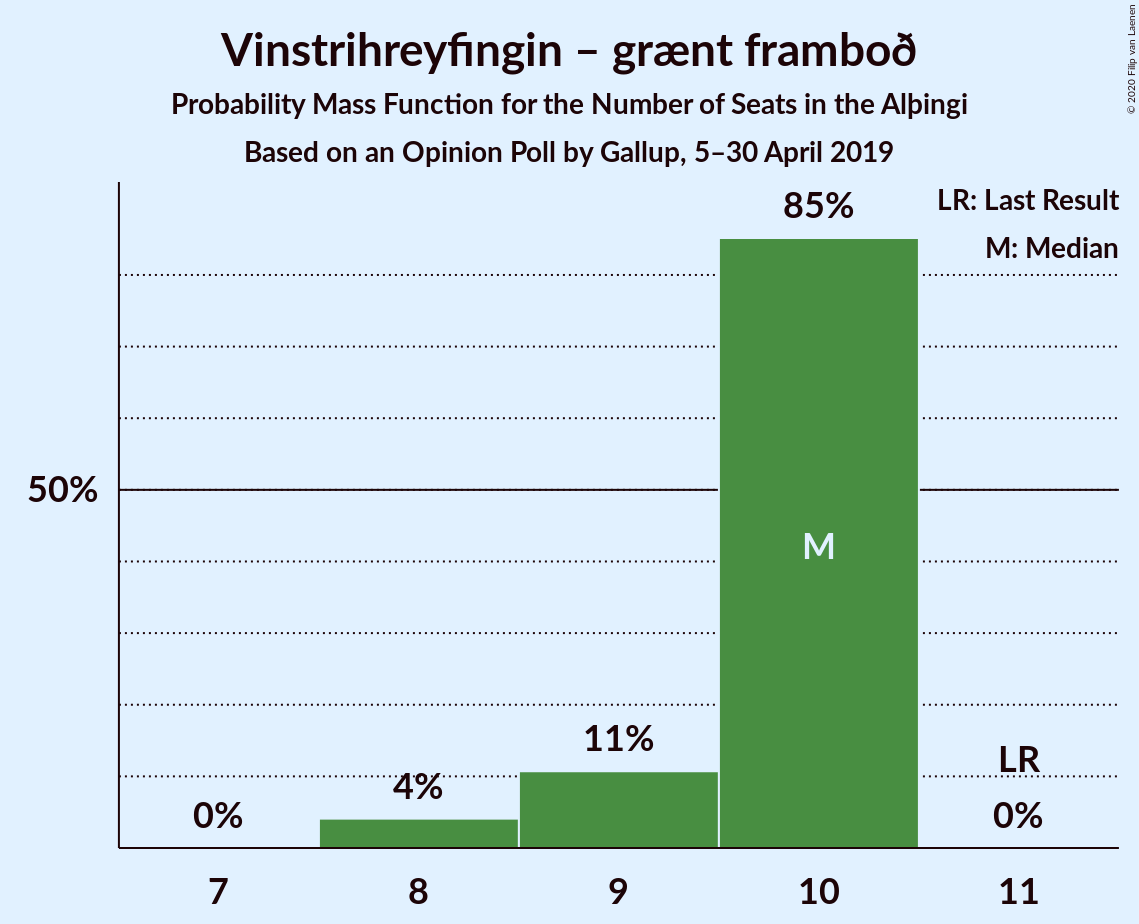 Vinstrihreyfingin – grænt framboð
Probability Mass Function for the Number of Seats in the Alþingi
Based on an Opinion Poll by Gallup, 5–30 April 2019
© 2020 Filip van Laenen
LR: Last Result
M: Median
85%
50%
M
11%
LR
4%
0%
0%
7
8
9
10
11